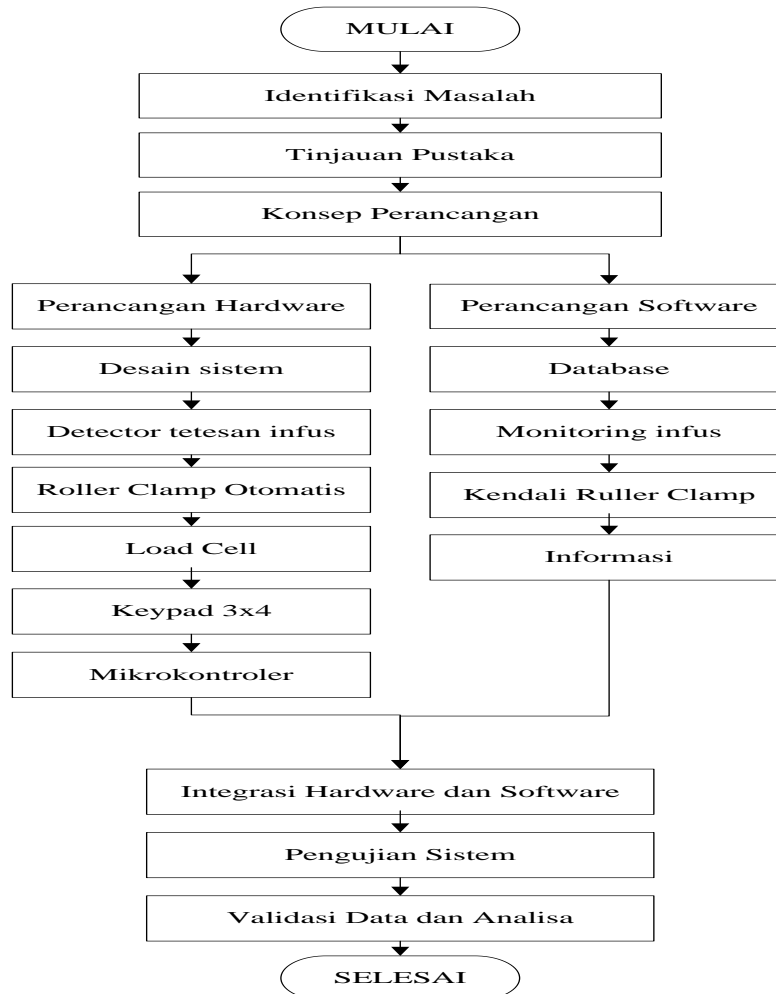 MULAI
Identifikasi Masalah
Tinjauan Pustaka
Konsep Perancangan
Perancangan Hardware
Desain sistem
Detector tetesan infus
Roller Clamp Otomatis
Load Cell
Keypad 3x4
Mikrokontroler
Perancangan Software
Database
Monitoring infus
Kendali Ruller Clamp
Informasi
Integrasi Hardware dan Software
Pengujian Sistem
Validasi Data dan Analisa
SELESAI